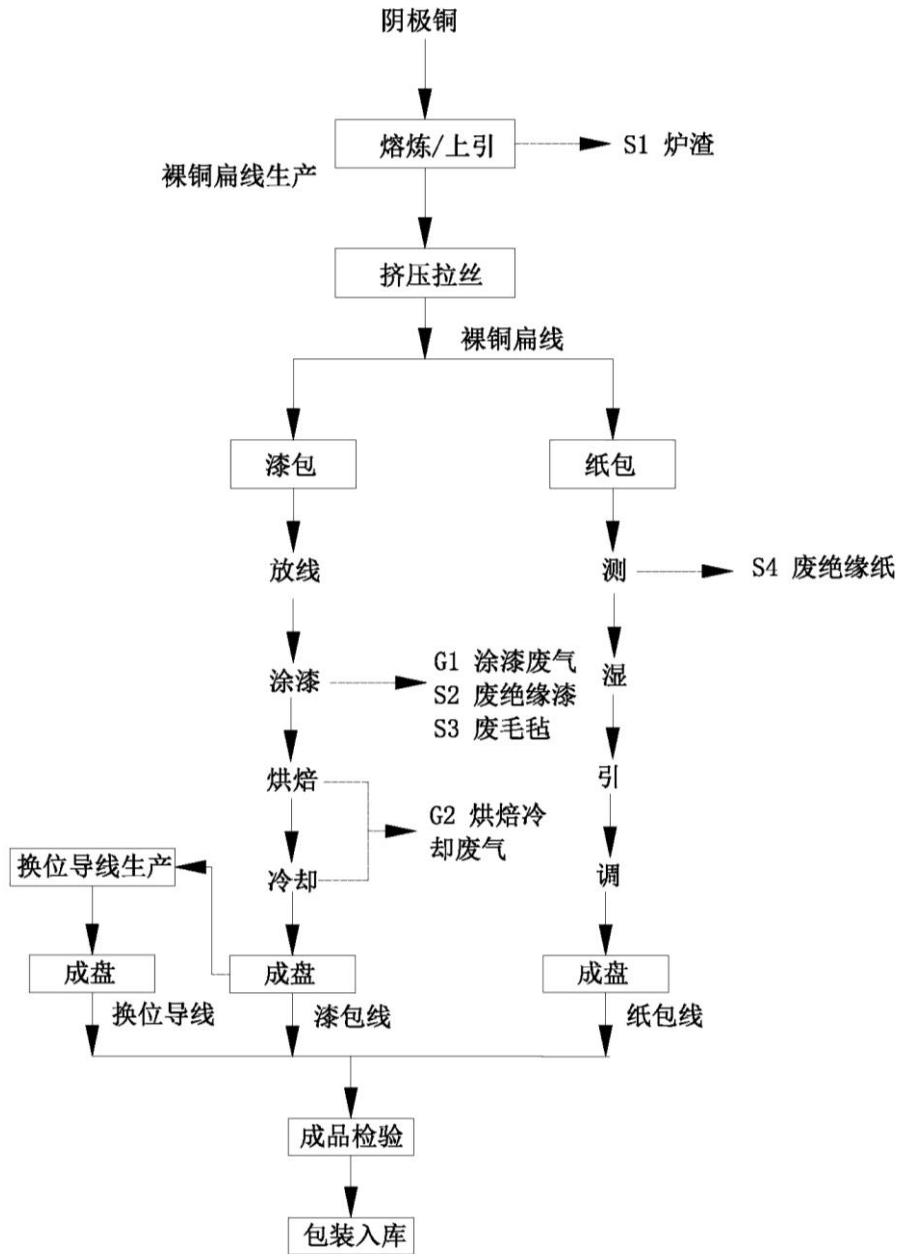 阴极铜
熔炼/上引
S1 炉渣
裸铜扁线生产
挤压拉丝
裸铜扁线
漆包
纸包
放线
测
S4 废绝缘纸
涂漆
G1 涂漆废气
S2 废绝缘漆
S3 废毛毡
湿
烘焙
引
G2 烘焙冷
却废气
换位导线生产
冷却
调
成盘
成盘
成盘
换位导线
漆包线
纸包线
成品检验
包装入库